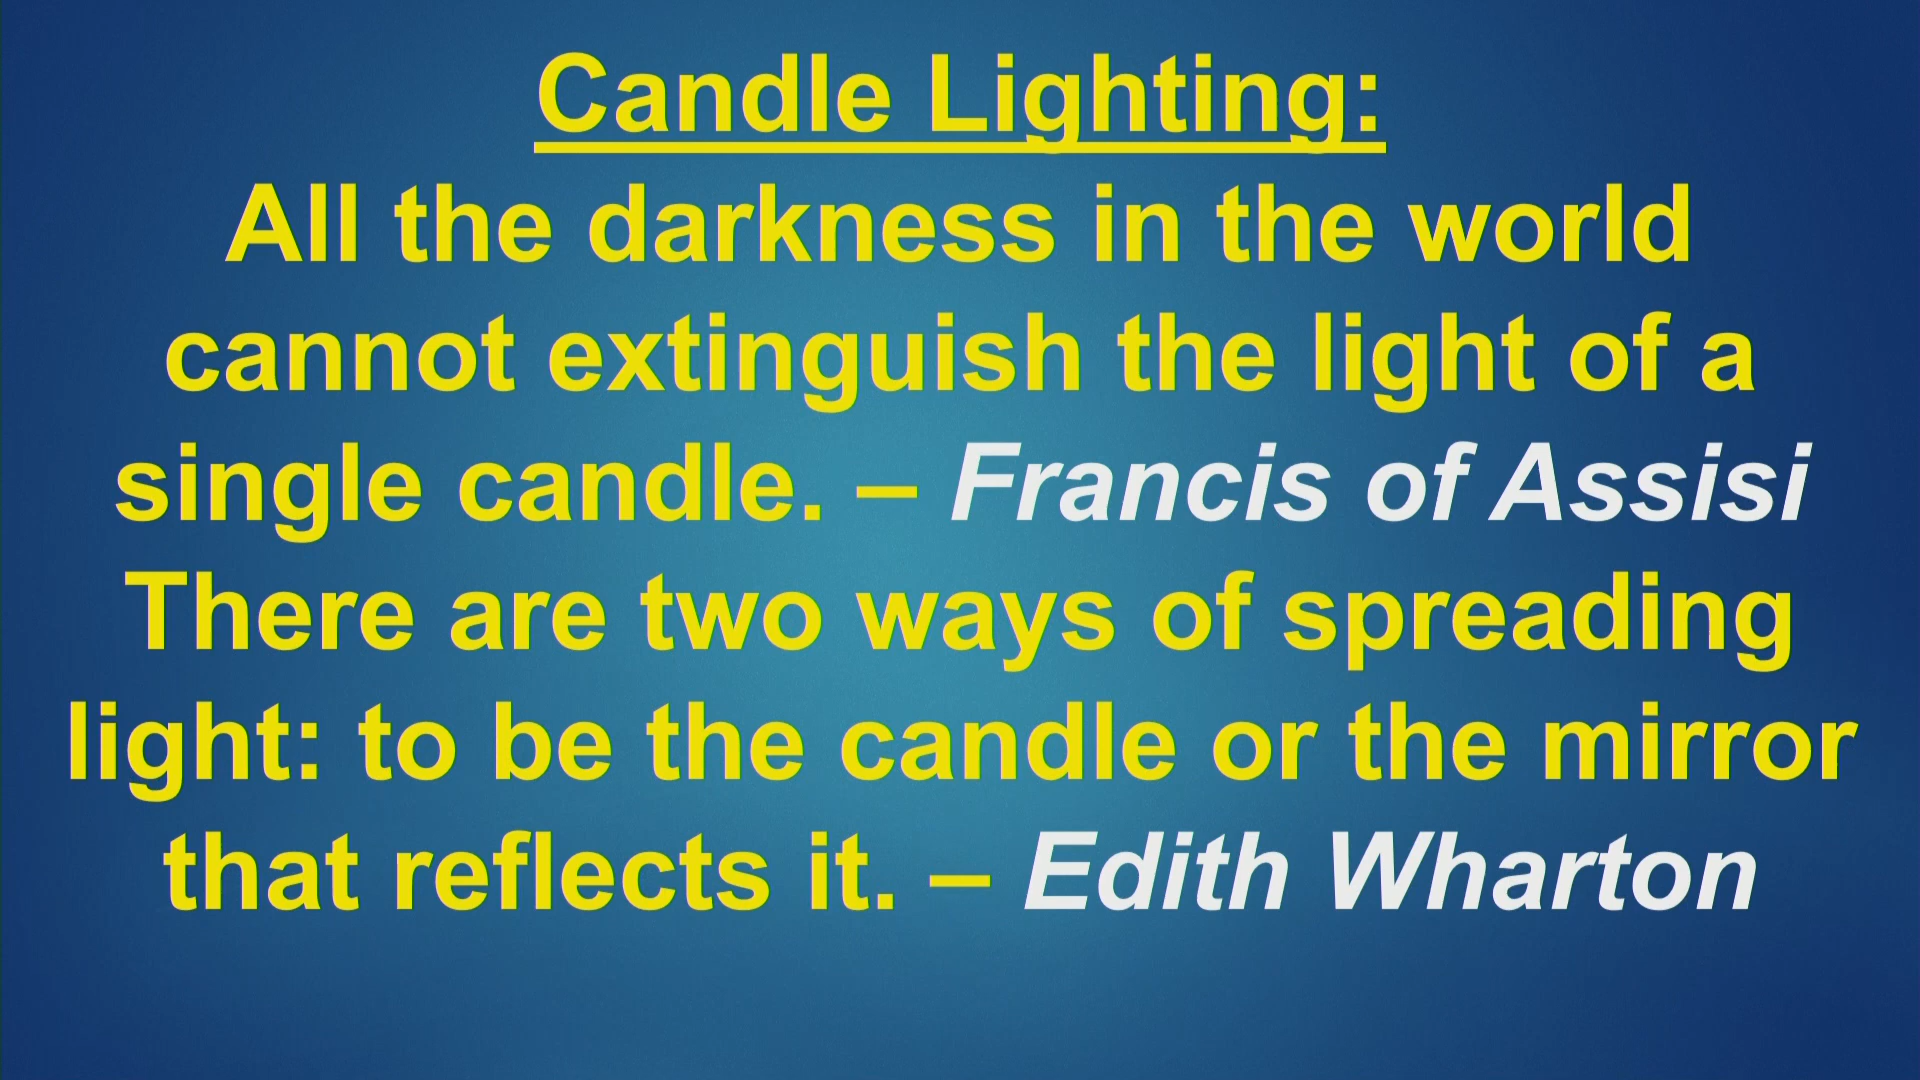 Candle Lighting:
All the darkness in the world
cannot extinguish the light of a
single candle. – Francis of Assisi
There are two ways of spreading
light: to be the candle or the mirror
that reflects it. – Edith Wharton